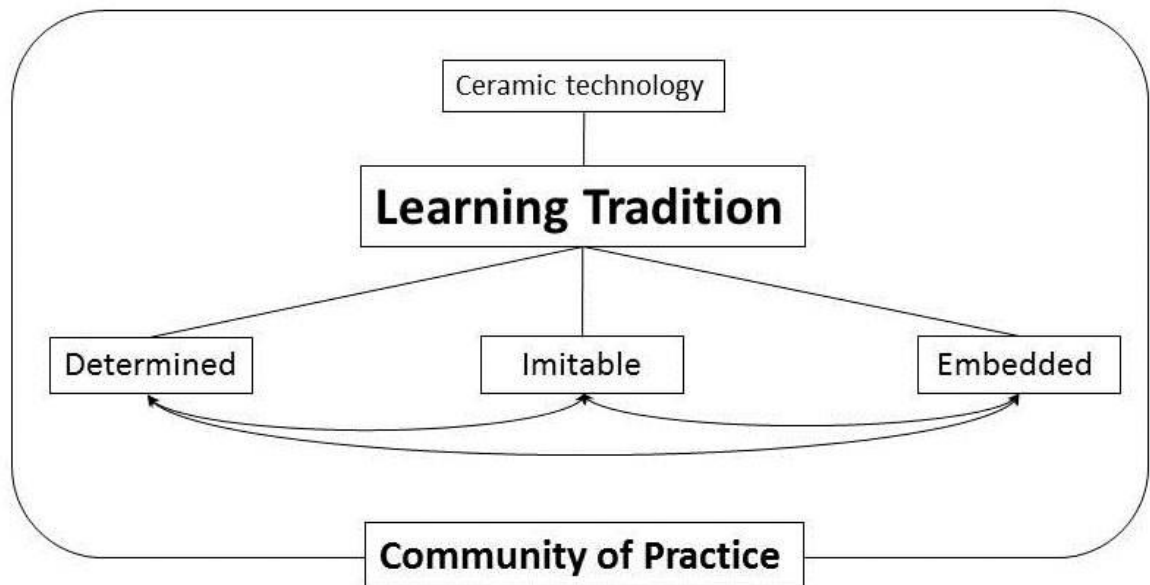 Ceramic technology
Learning Tradition
Determined
Imitable
Embedded
Community of Practice